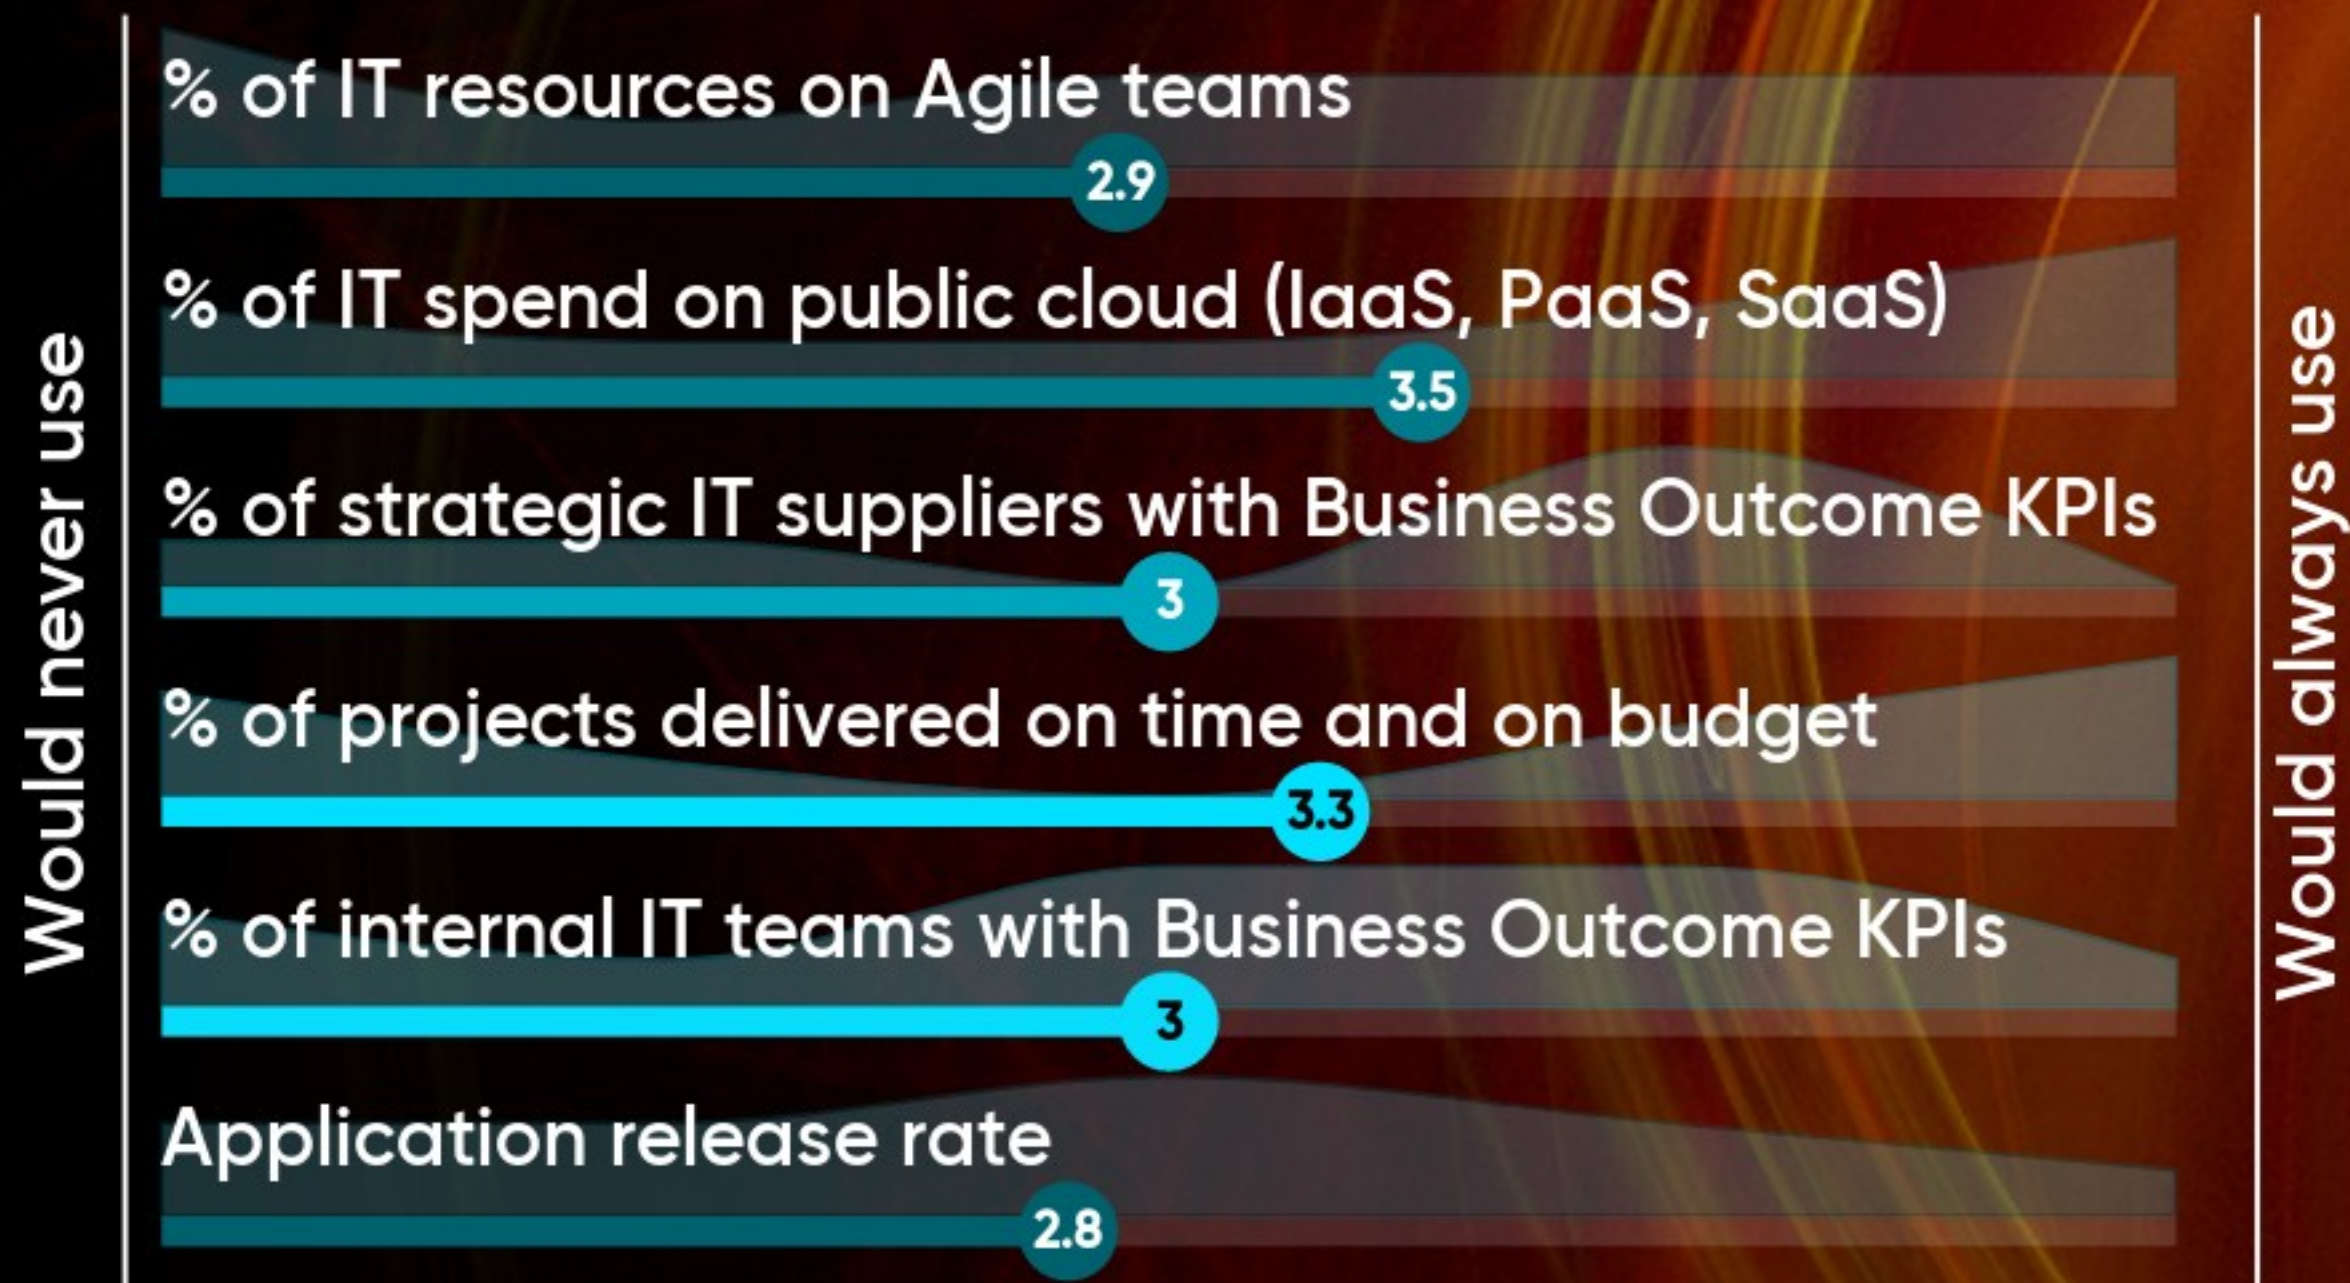 Would never use
% of IT resources on Agile teams
2.9
% of IT spend on public cloud (IaaS, PaaS, SaaS)
3.5
% of strategic IT suppliers with Business Outcome KPIs
3
% of projects delivered on time and on budget
3.3
% of internal IT teams with Business Outcome KPIs
3
Application release rate
2.8
Would always use